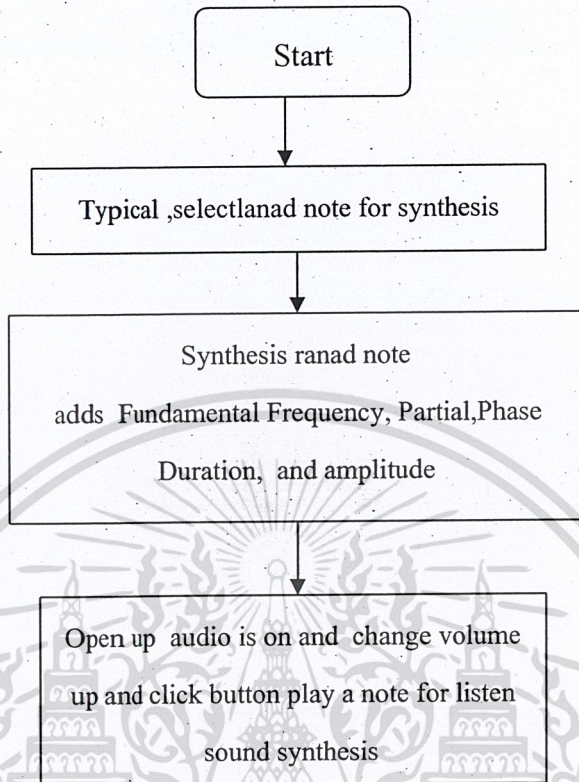 Start
Typical ,selectlanad note for synthesis
Synthesis ranad note
adds Fundamental Frequency, Partial,Phase
Duration, and amplitude
Open up audio is on and change volume
up and click button play a note for listen
sound synthesis